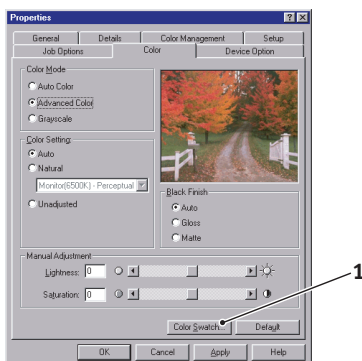 Properties
General Details Color Management Setup
Job Options Color Device Option
Color Mode
Auto Color
Advanced Color
Grayscale
Color Setting:
Auto
Natural
Monitor(6500K) - Perceptual
Unadjusted
Black Finish
Auto
Gloss
Matte
Manual Adjustment
Lightness: 0
Saturation: 0
1
Color Swatch... Default
OK Cancel Apply Help